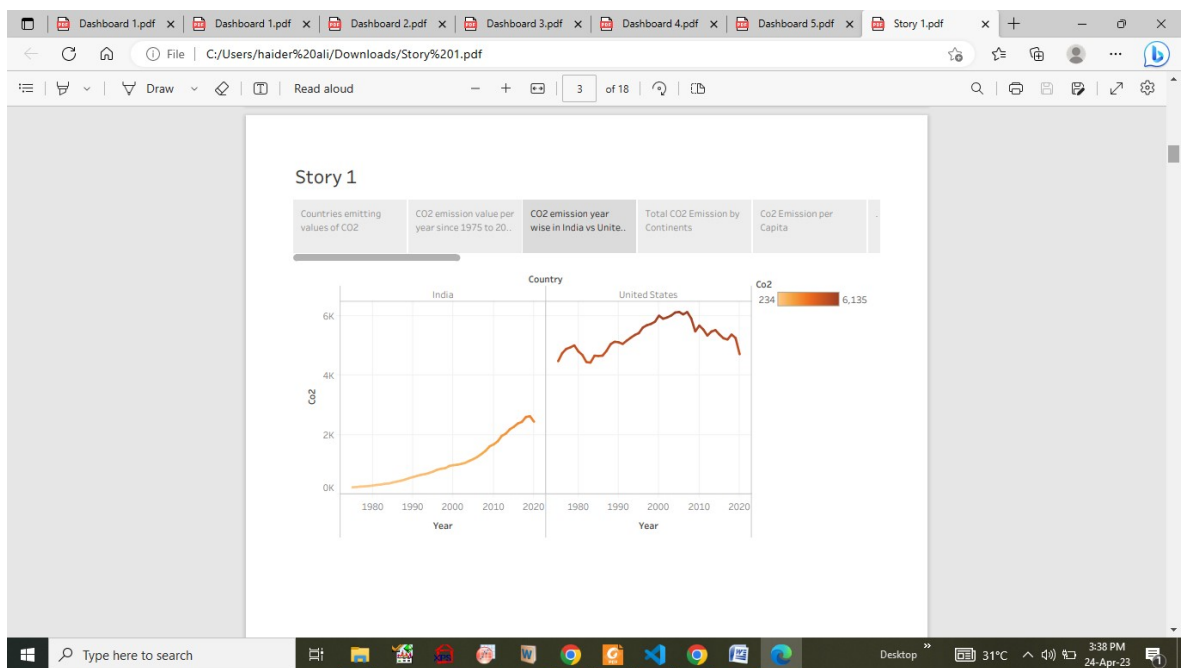 Dashboard 1.pdf
Dashboard 1.pdf
Dashboard 2.pdf
Dashboard 3.pdf
Dashboard 4.pdf
Dashboard 5.pdf
Story 1.pdf
File
C:/Users/haider%20ali/Downloads/Story%201.pdf
Draw
Read aloud
3 of 18
Story 1
Countries emitting
values of CO2
CO2 emission value per
year since 1975 to 20..
CO2 emission year
wise in India vs Unite..
Total CO2 Emission by
Continents
Co2 Emission per
Capita
Country
India
United States
Co2
234
6,135
6K
4K
2K
0K
Co2
1980 1990 2000 2010 2020
1980 1990 2000 2010 2020
Year
Year
Type here to search
Desktop
31°C
3:38 PM
24-Apr-23